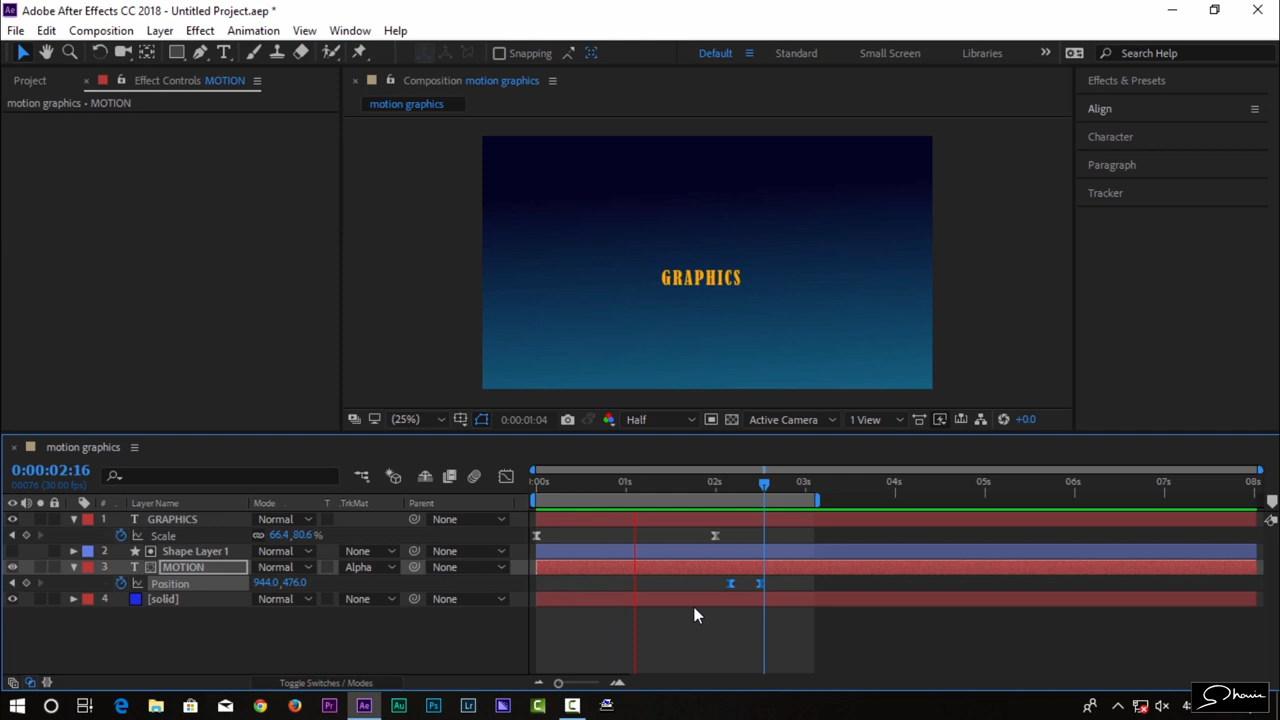 Adobe After Effects CC 2018 - Untitled Project.aep *
File Edit Composition Layer Effect Animation View Window Help
Snapping Default Standard Small Screen Libraries Search Help
Project Effect Controls MOTION
motion graphics • MOTION
Composition motion graphics
motion graphics
GRAPHICS
Effects & Presets
Align
Character
Paragraph
Tracker
(25%) 0:00:01:04 Half Active Camera 1 View +0.0
motion graphics
0:00:02:16
00076 (30.00 fps)
:00s 01s 02s 03s 04s 05s 06s 07s 08s
# Layer Name Mode T .TrkMat Parent
1 T GRAPHICS Normal None
Scale 66.4,80.6 %
2 Shape Layer 1 Normal None None
3 T MOTION Normal Alpha None
Position 944.0,476.0
4 [solid] Normal None None
Toggle Switches / Modes
Pr Ae Au Ps Lr C C